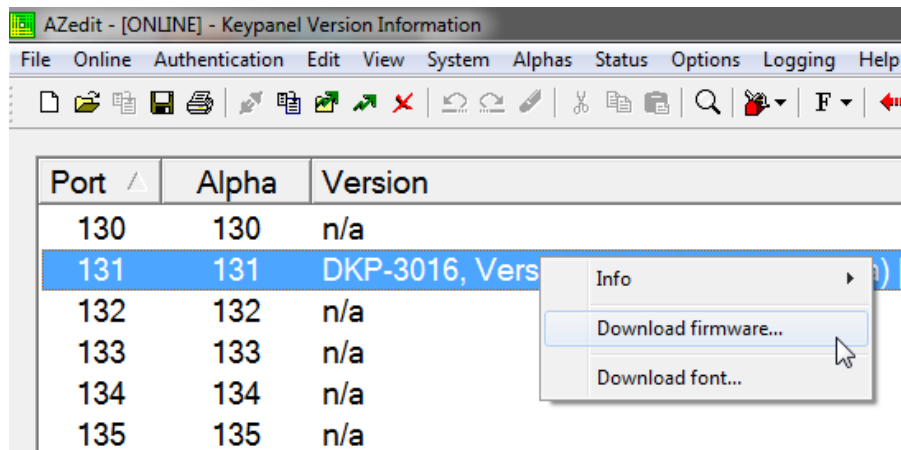 AZedit - [ONLINE] - Keypanel Version Information
File Online Authentication Edit View System Alphas Status Options Logging Help
F
Port Alpha Version
130 130 n/a
131 131 DKP-3016, Vers
Info
132 132 n/a
Download firmware...
133 133 n/a
Download font...
134 134 n/a
135 135 n/a